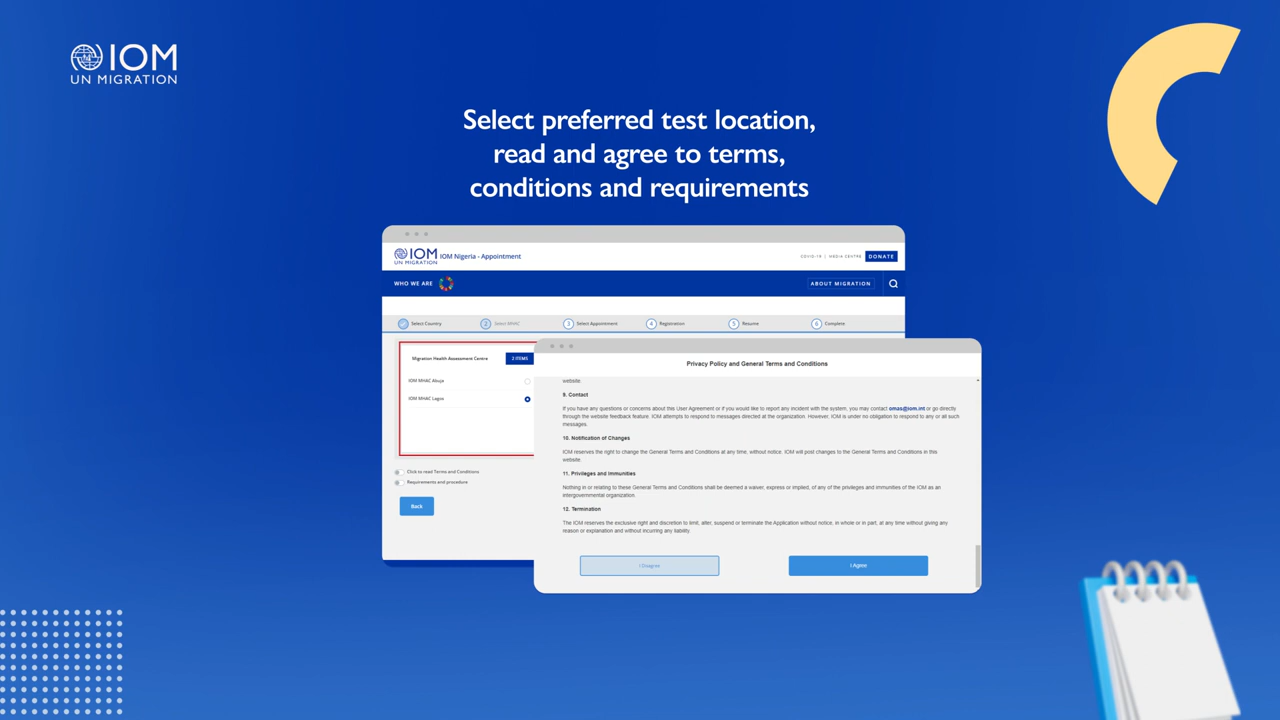 IOM
UN MIGRATION
Select preferred test location,
read and agree to terms,
conditions and requirements
IOM
UN MIGRATION
IOM Nigeria - Appointment
COVID-19 | MEDIA CENTRE
DONATE
WHO WE ARE
ABOUT MIGRATION
Select Country
2 Select MHAC
3 Select Appointment
4 Registration
5 Resume
6 Complete
Migration Health Assessment Centre
2 ITEMS
IOM MHAC Abuja
IOM MHAC Lagos
Click to read Terms and Conditions
Requirements and procedure
Back
Privacy Policy and General Terms and Conditions
website.
9. Contact
If you have any questions or concerns about this User Agreement or if you would like to report any incident with the system, you may contact omas@iom.int or go directly
through the website feedback feature. IOM attempts to respond to messages directed at the organization. However, IOM is under no obligation to respond to any or all such
messages.
10. Notification of Changes
IOM reserves the right to change the General Terms and Conditions at any time, without notice. IOM will post changes to the General Terms and Conditions in this
website.
11. Privileges and Immunities
Nothing in or relating to these General Terms and Conditions shall be deemed a waiver, express or implied, of any of the privileges and immunities of the IOM as an
intergovernmental organization.
12. Termination
The IOM reserves the exclusive right and discretion to limit, alter, suspend or terminate the Application without notice, in whole or in part, at any time without giving any
reason or explanation and without incurring any liability.
I Disagree
I Agree